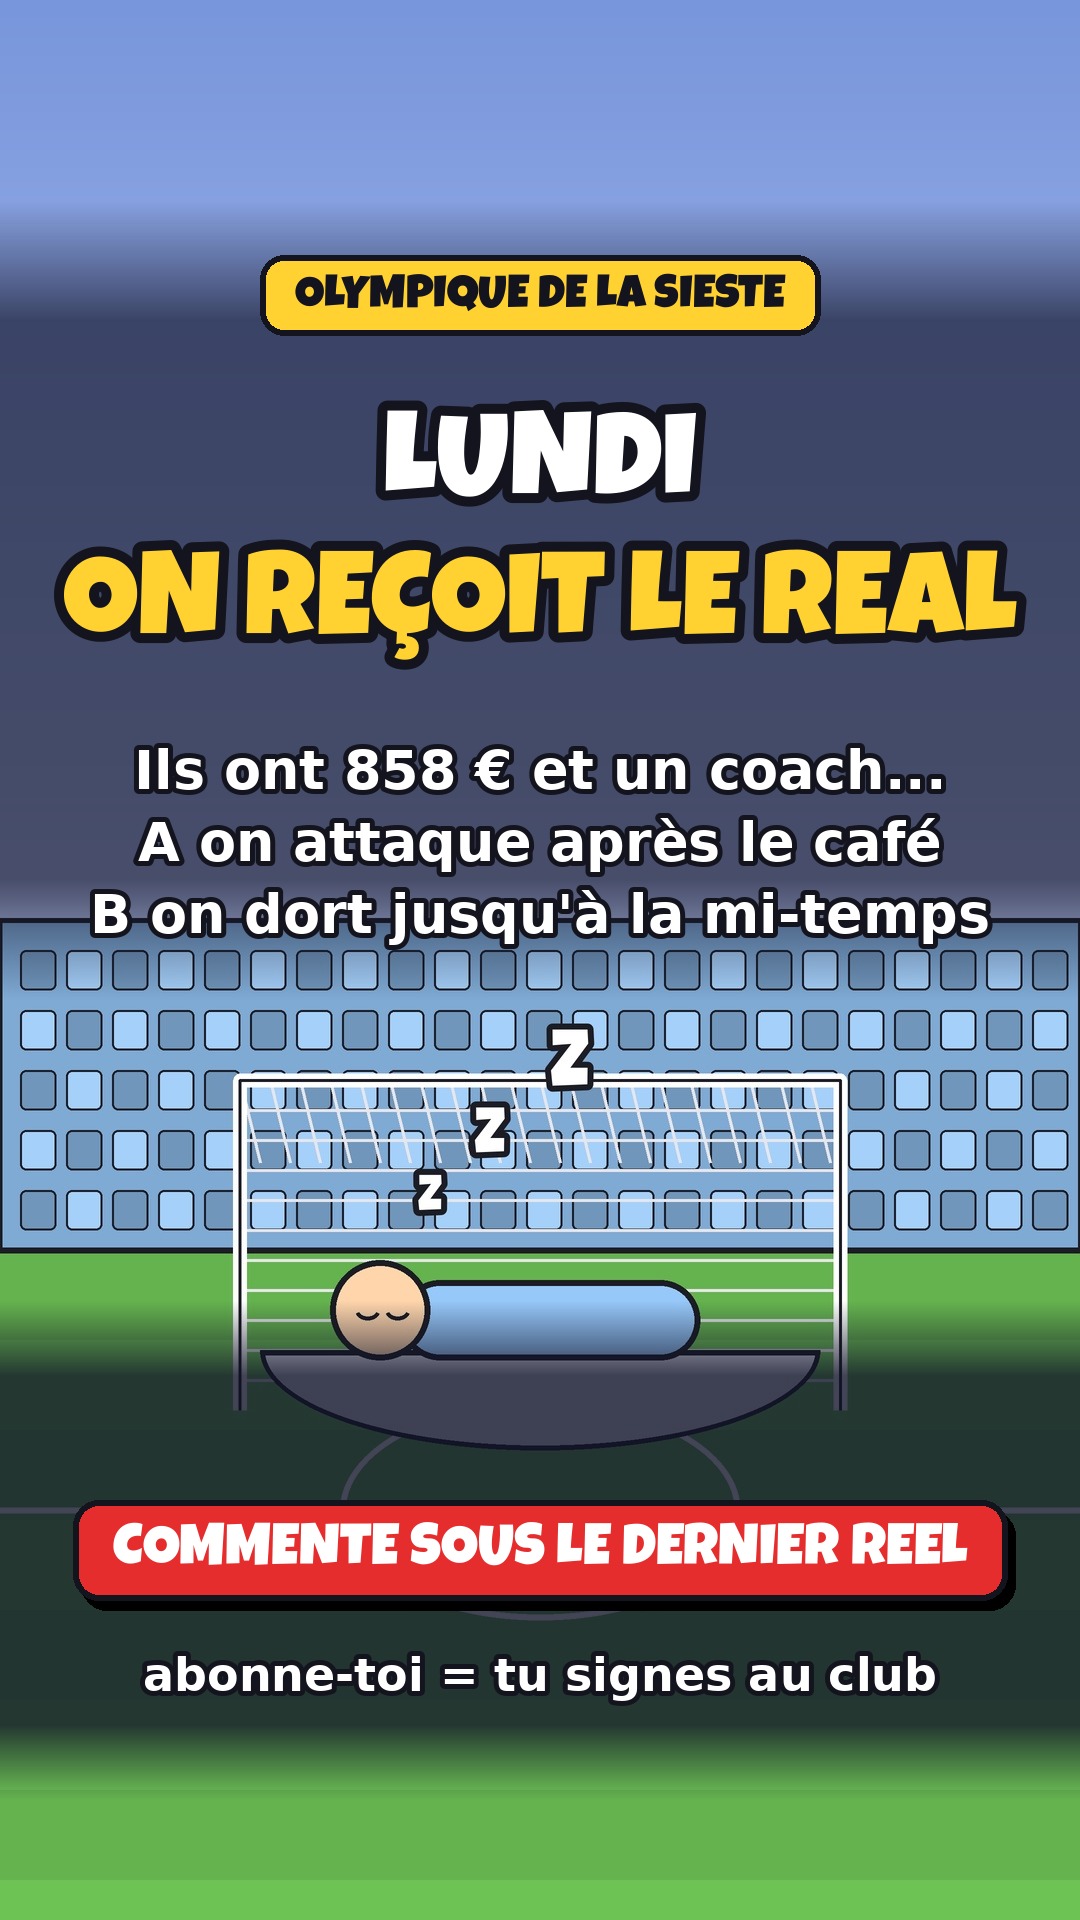 OLYMPIQUE DE LA SIESTE
LUNDI
ON REÇOIT LE REAL
Ils ont 858 € et un coach...
A on attaque après le café
B on dort jusqu'à la mi-temps
Z
Z
Z
COMMENTE SOUS LE DERNIER REEL
abonne-toi = tu signes au club